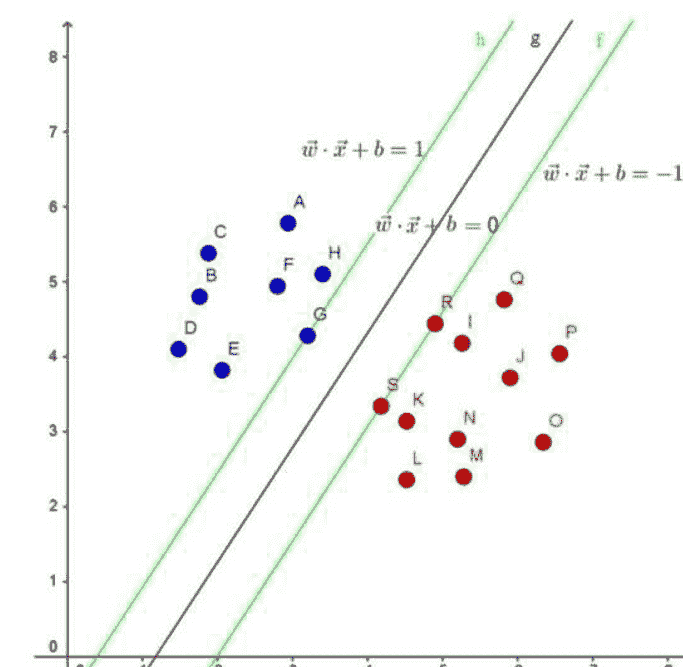 h g f
8
7
w⃗ · x⃗ + b = 1
w⃗ · x⃗ + b = −1
6
A
w⃗ · x⃗ + b = 0
C
H
B
F
5
Q
G
R
D
I
P
4
E
J
S
K
3
N
O
L
M
2
1
0